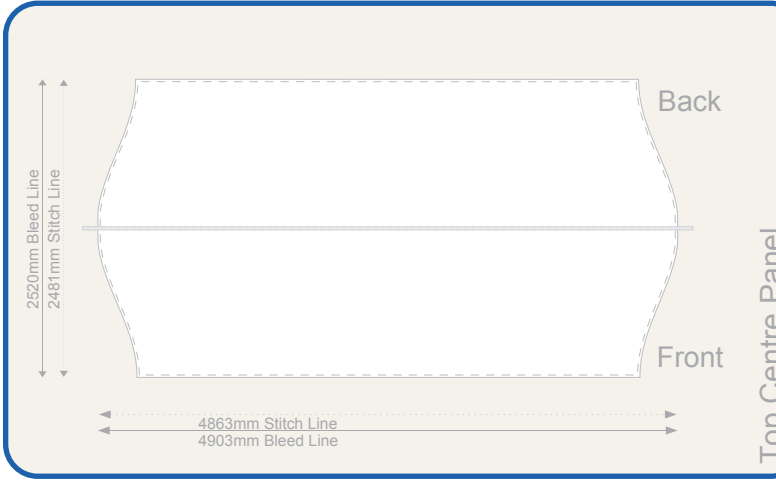 Back
2520mm Bleed Line
2481mm Stitch Line
Front
Top Centre Panel
4863mm Stitch Line
4903mm Bleed Line